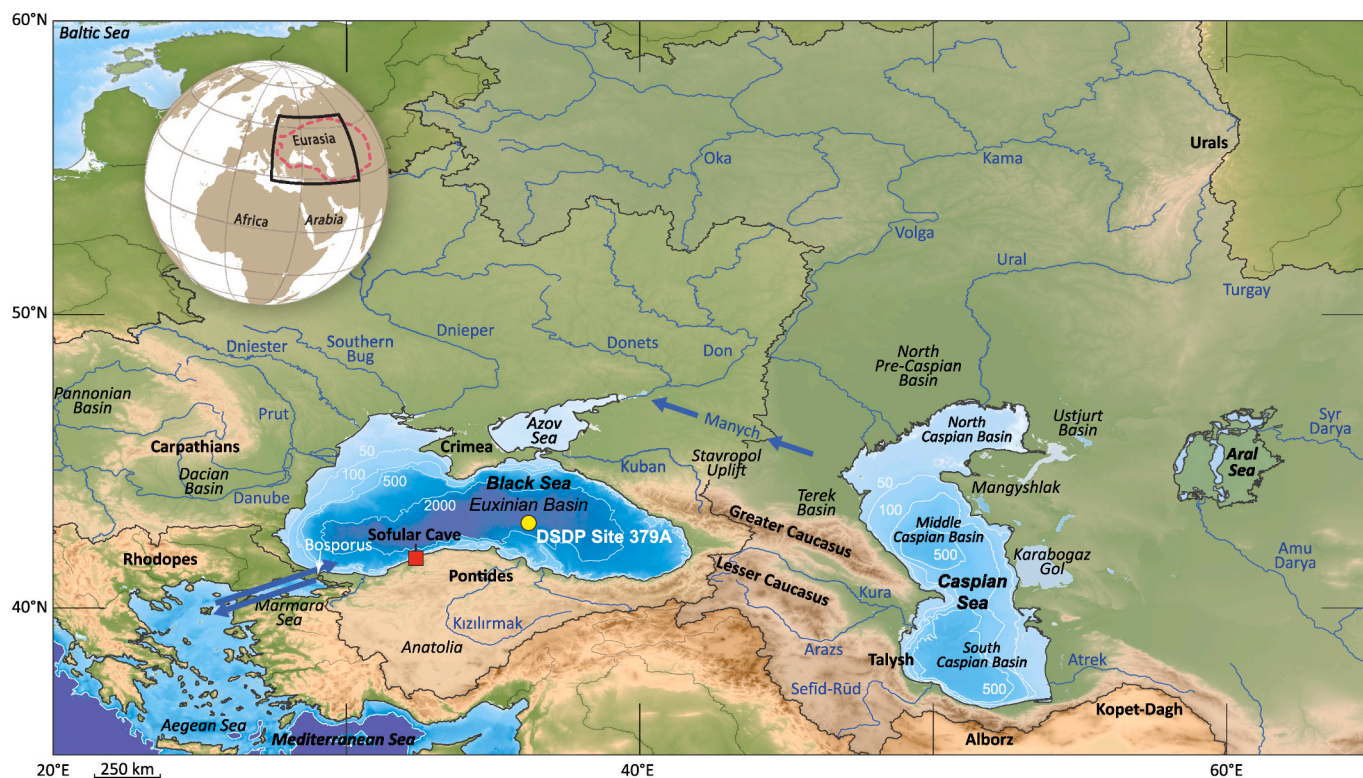 60°N
Baltic Sea
Eurasia
Africa
Arabia
Oka
Kama
Urals
Volga
Ural
Turgay
50°N
Dniester
Southern
Bug
Dnieper
Donets
Don
North
Pre-Caspian
Basin
Pannonian
Basin
Prut
Carpathians
Dacian
Basin
Danube
Crimea
Azov
Sea
Manych
Kuban
Stavropol
Uplift
Terek
Basin
North
Caspian Basin
Ustjurt
Basin
Mangyshlak
Aral
Sea
Syr
Darya
50
100
500
2000
Black Sea
Euxinian Basin
Sofular Cave
DSDP Site 379A
Bosporus
Rhodopes
Pontides
Greater Caucasus
Lesser Caucasus
50
100
Middle
Caspian Basin
500
Karabogaz
Gol
Caspian
Sea
Amu
Darya
40°N
Marmara
Sea
Kızılırmak
Anatolia
Kura
Arazs
Talysh
South
Caspian Basin
500
Atrek
Sefīd-Rūd
Kopet-Dagh
Alborz
Aegean Sea
Mediterranean Sea
20°E
250 km
40°E
60°E